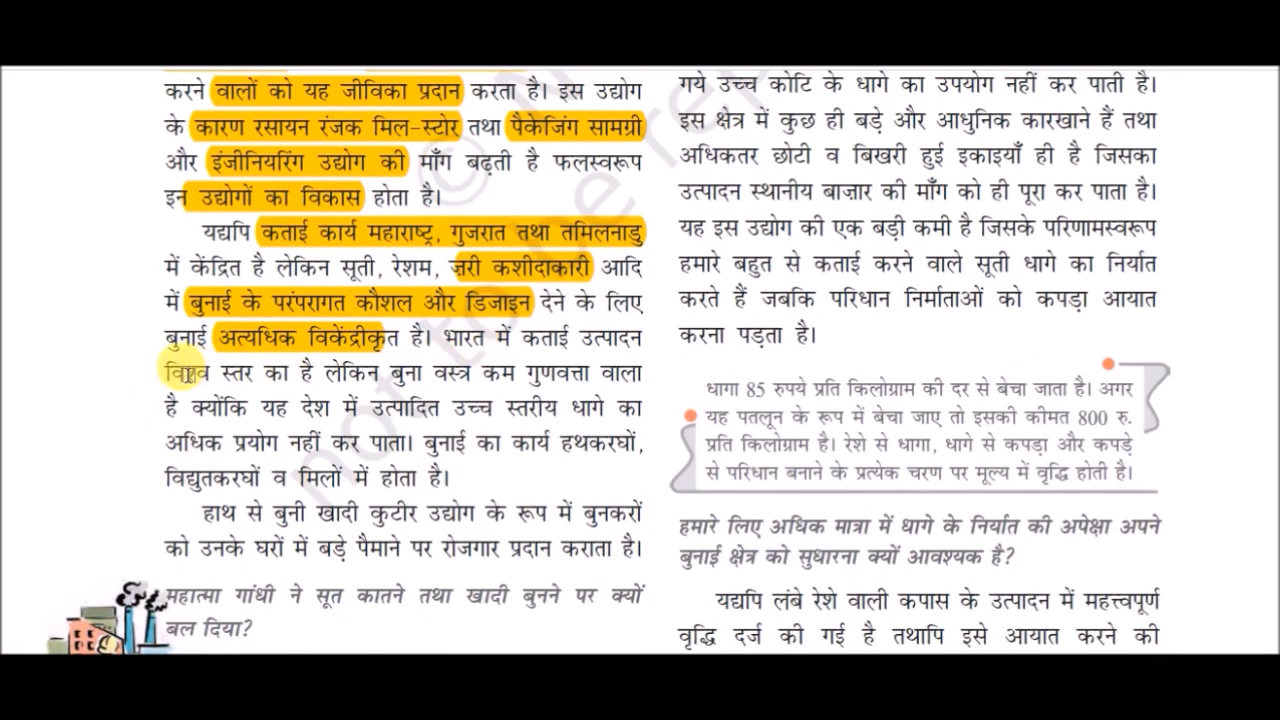 करने वालों को यह जीविका प्रदान करता है। इस उद्योग
के कारण रसायन रंजक मिल-स्टोर तथा पैकेजिंग सामग्री
और इंजीनियरिंग उद्योग की माँग बढ़ती है फलस्वरूप
इन उद्योगों का विकास होता है।
यद्यपि कताई कार्य महाराष्ट्र, गुजरात तथा तमिलनाडु
में केंद्रित है लेकिन सूती, रेशम, ज़री कशीदाकारी आदि
में बुनाई के परंपरागत कौशल और डिजाइन देने के लिए
बुनाई अत्यधिक विकेंद्रीकृत है। भारत में कताई उत्पादन
विश्व स्तर का है लेकिन बुना वस्त्र कम गुणवत्ता वाला
है क्योंकि यह देश में उत्पादित उच्च स्तरीय धागे का
अधिक प्रयोग नहीं कर पाता। बुनाई का कार्य हथकरघों,
विद्युतकरघों व मिलों में होता है।
हाथ से बुनी खादी कुटीर उद्योग के रूप में बुनकरों
को उनके घरों में बड़े पैमाने पर रोजगार प्रदान कराता है।
महात्मा गांधी ने सूत कातने तथा खादी बुनने पर क्यों
बल दिया?
गये उच्च कोटि के धागे का उपयोग नहीं कर पाती है।
इस क्षेत्र में कुछ ही बड़े और आधुनिक कारखाने हैं तथा
अधिकतर छोटी व बिखरी हुई इकाइयाँ ही है जिसका
उत्पादन स्थानीय बाज़ार की माँग को ही पूरा कर पाता है।
यह इस उद्योग की एक बड़ी कमी है जिसके परिणामस्वरूप
हमारे बहुत से कताई करने वाले सूती धागे का निर्यात
करते हैं जबकि परिधान निर्माताओं को कपड़ा आयात
करना पड़ता है।
धागा 85 रुपये प्रति किलोग्राम की दर से बेचा जाता है। अगर
यह पतलून के रूप में बेचा जाए तो इसकी कीमत 800 रु.
प्रति किलोग्राम है। रेशे से धागा, धागे से कपड़ा और कपड़े
से परिधान बनाने के प्रत्येक चरण पर मूल्य में वृद्धि होती है।
हमारे लिए अधिक मात्रा में धागे के निर्यात की अपेक्षा अपने
बुनाई क्षेत्र को सुधारना क्यों आवश्यक है?
यद्यपि लंबे रेशे वाली कपास के उत्पादन में महत्त्वपूर्ण
वृद्धि दर्ज की गई है तथापि इसे आयात करने की